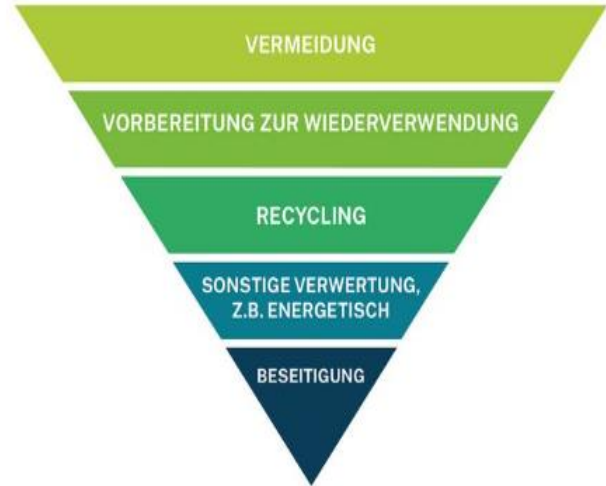 VERMEIDUNG
VORBEREITUNG ZUR WIEDERVERWENDUNG
RECYCLING
SONSTIGE VERWERTUNG,
Z.B. ENERGETISCH
BESEITIGUNG